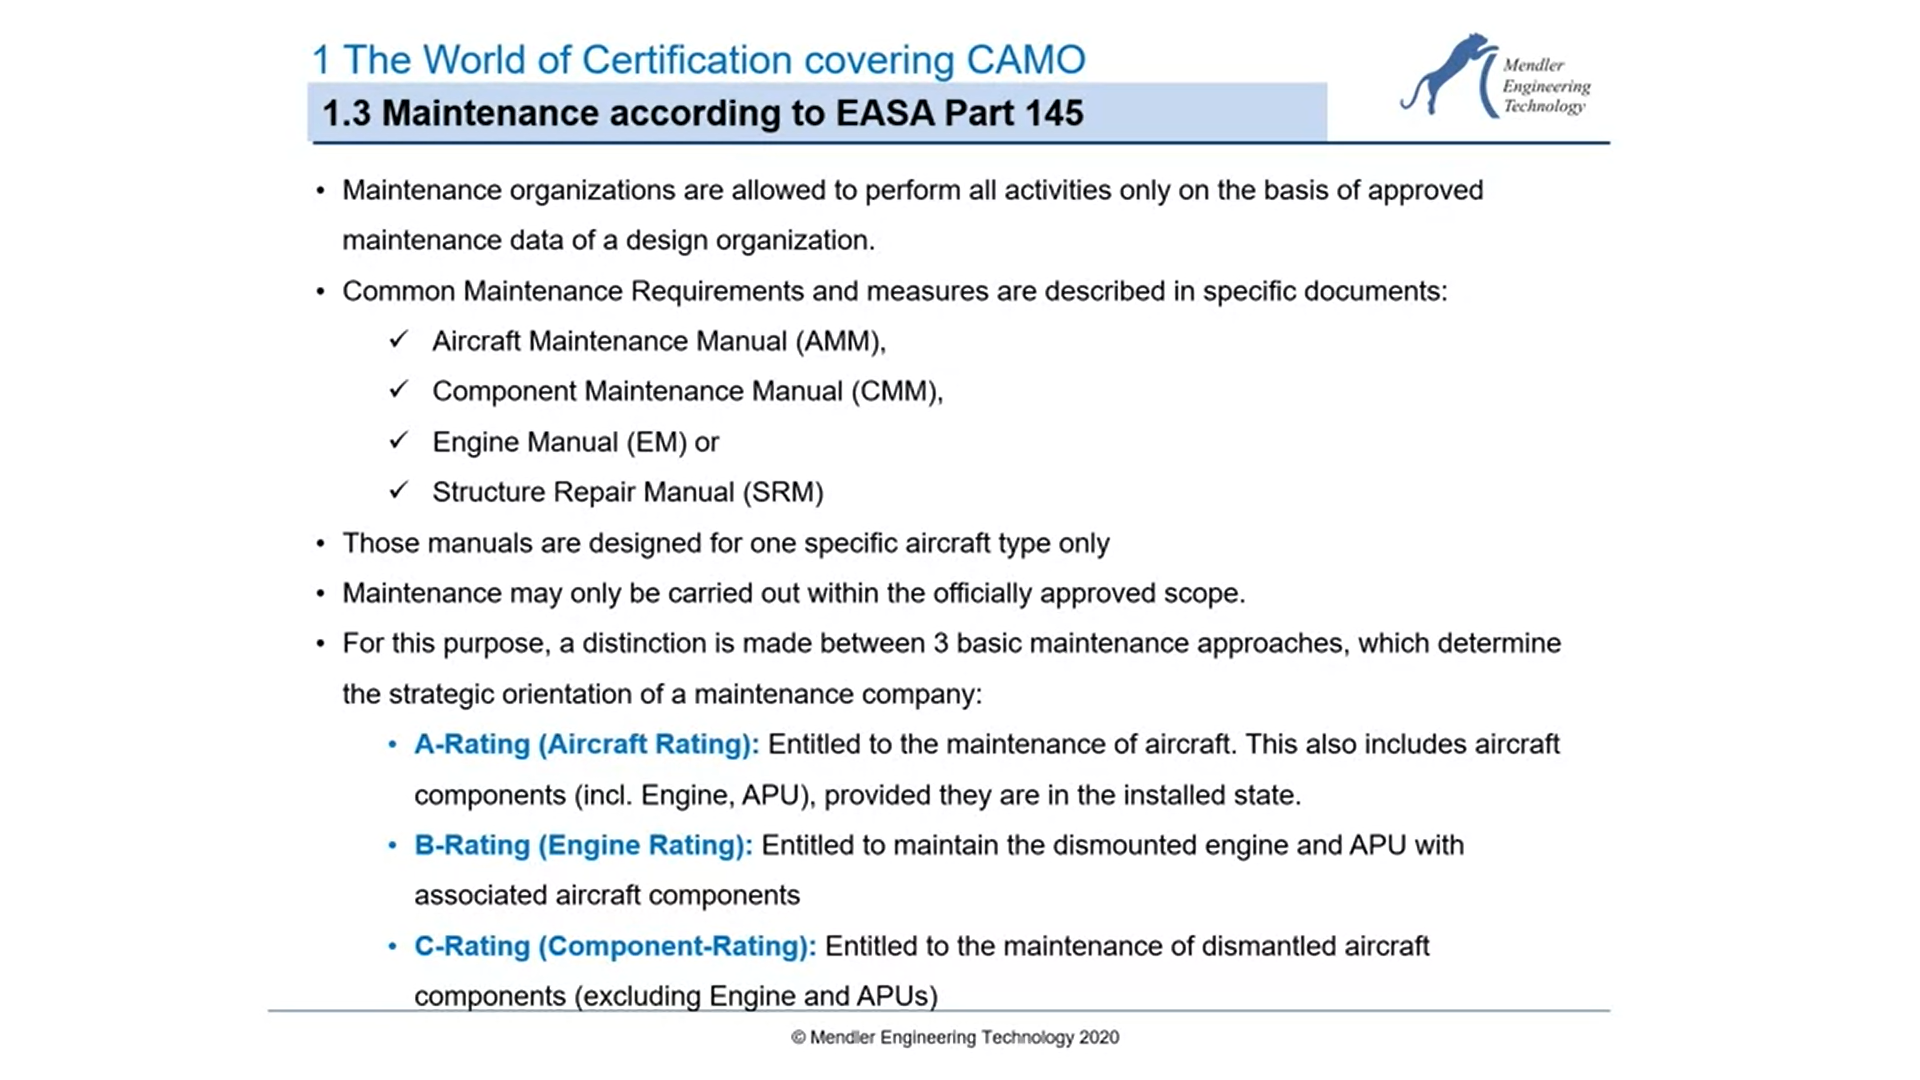 1 The World of Certification covering CAMO
1.3 Maintenance according to EASA Part 145
Mendler
Engineering
Technology
• Maintenance organizations are allowed to perform all activities only on the basis of approved
maintenance data of a design organization.
• Common Maintenance Requirements and measures are described in specific documents:
✓ Aircraft Maintenance Manual (AMM),
✓ Component Maintenance Manual (CMM),
✓ Engine Manual (EM) or
✓ Structure Repair Manual (SRM)
• Those manuals are designed for one specific aircraft type only
• Maintenance may only be carried out within the officially approved scope.
• For this purpose, a distinction is made between 3 basic maintenance approaches, which determine
the strategic orientation of a maintenance company:
• A-Rating (Aircraft Rating): Entitled to the maintenance of aircraft. This also includes aircraft
components (incl. Engine, APU), provided they are in the installed state.
• B-Rating (Engine Rating): Entitled to maintain the dismounted engine and APU with
associated aircraft components
• C-Rating (Component-Rating): Entitled to the maintenance of dismantled aircraft
components (excluding Engine and APUs)
© Mendler Engineering Technology 2020